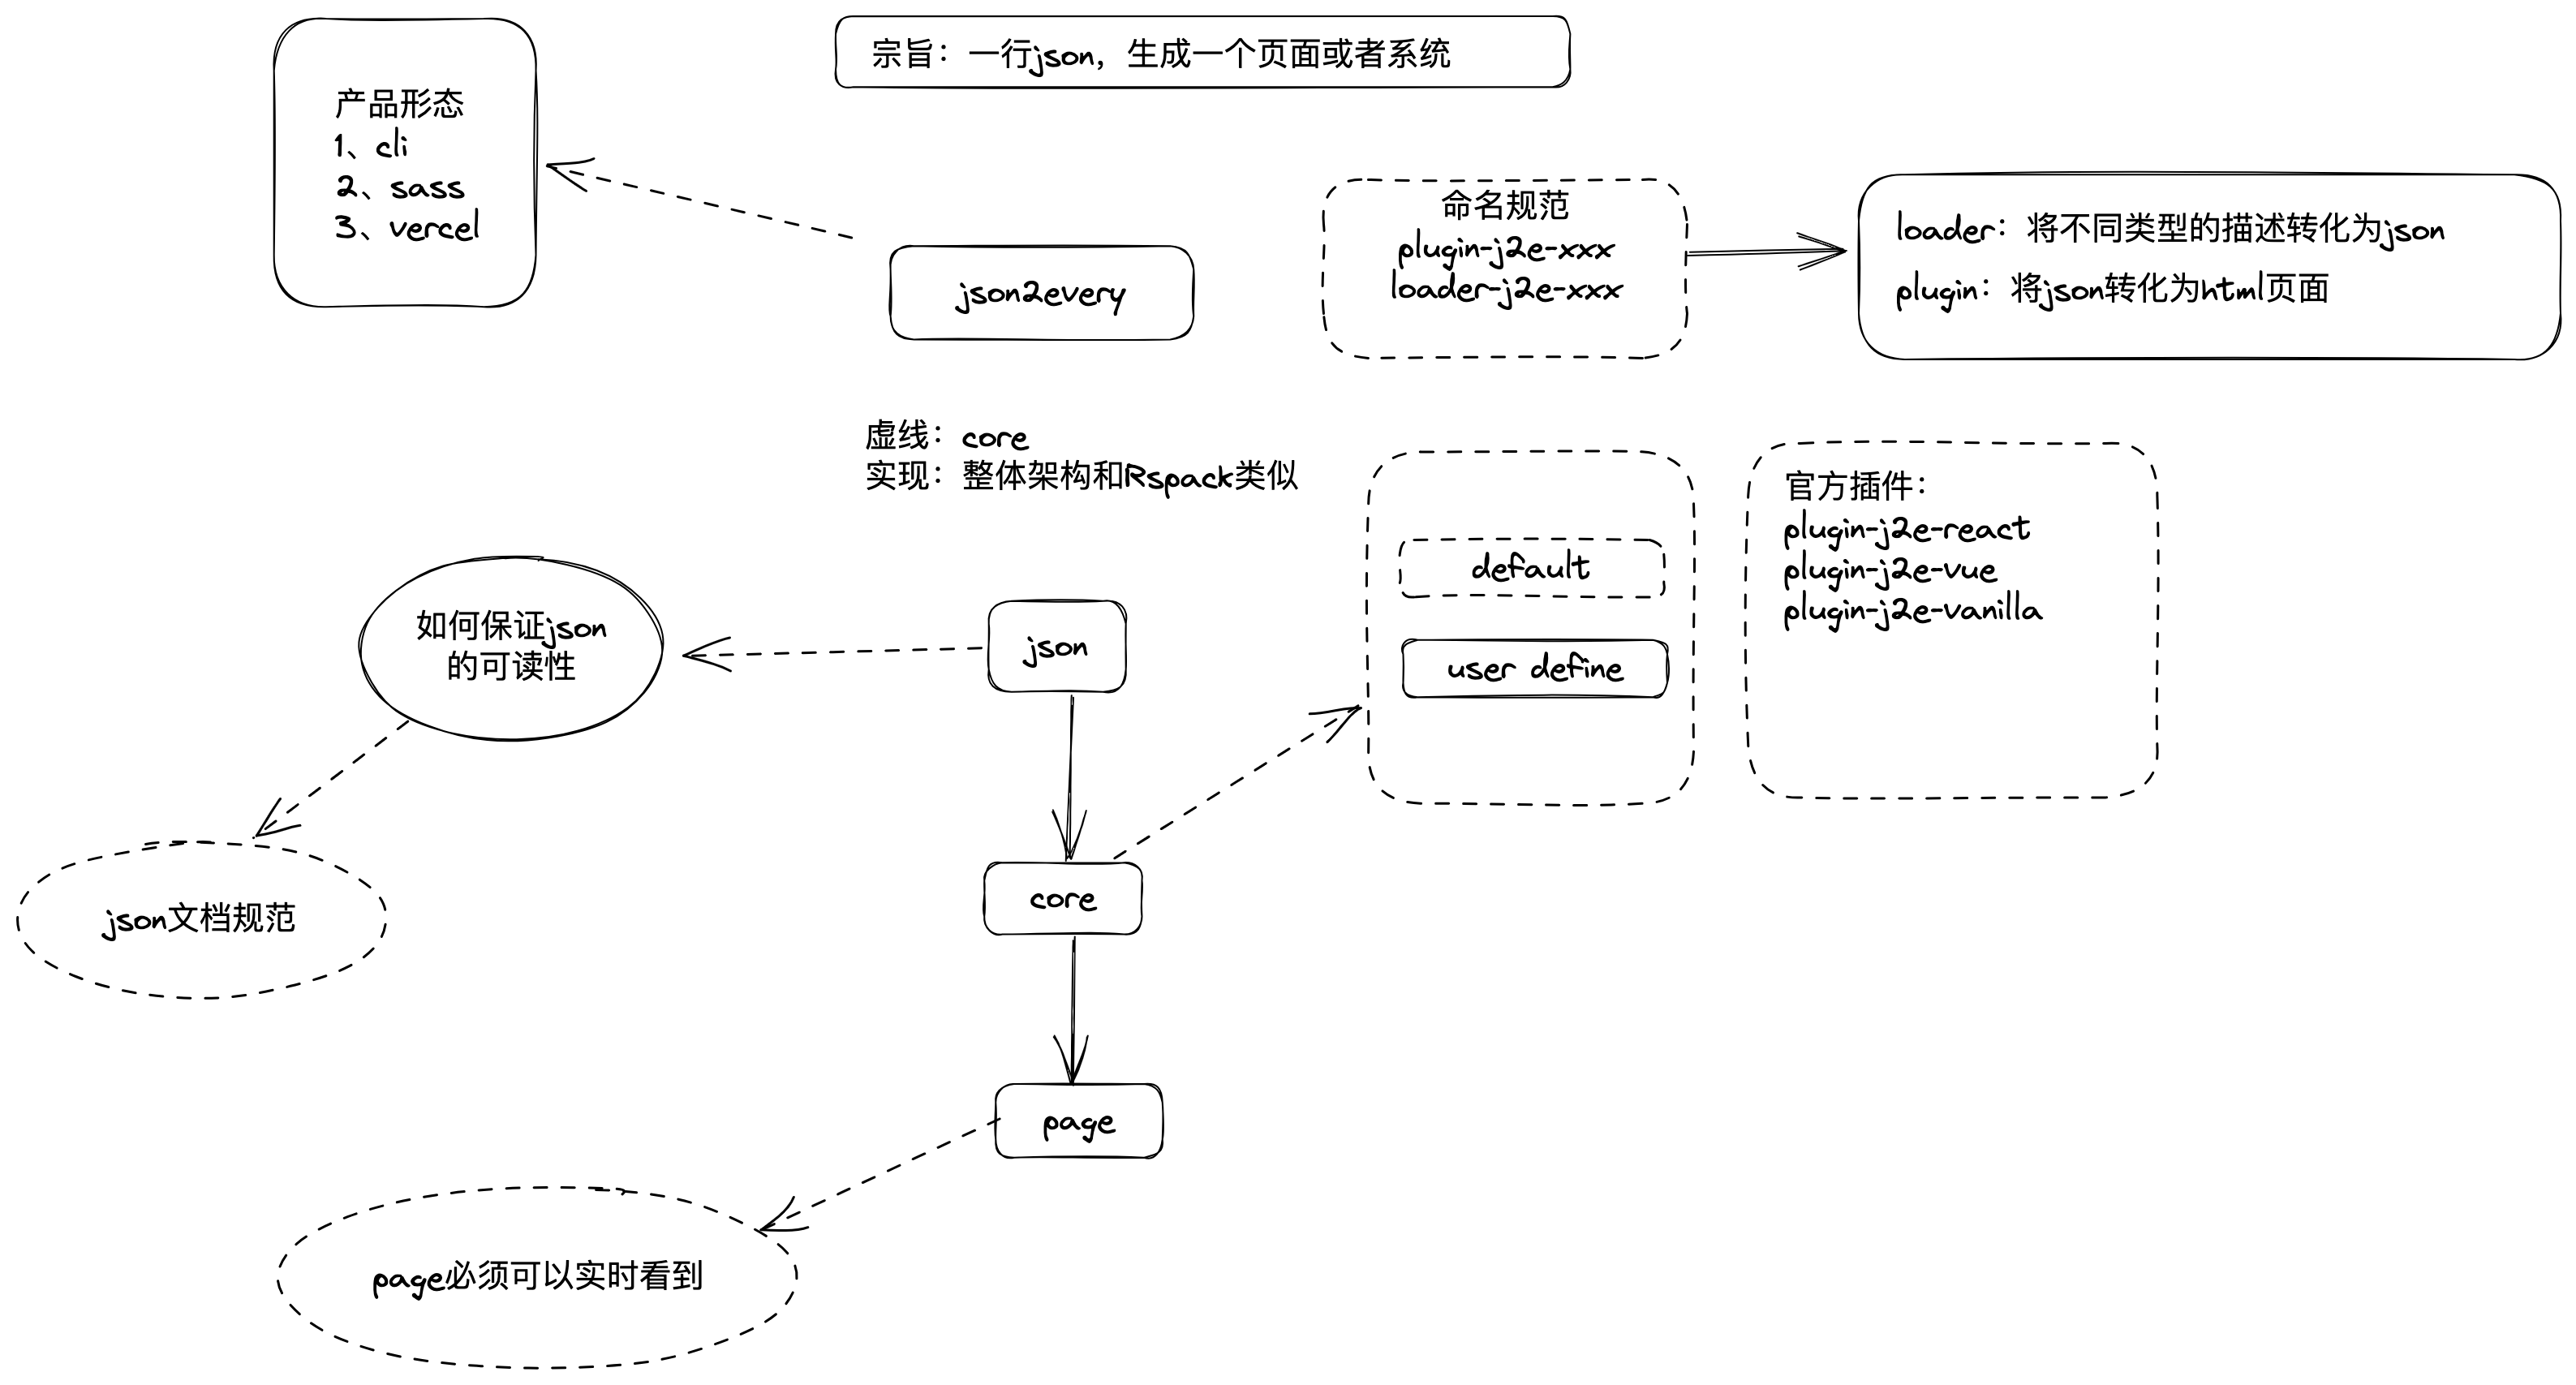 宗旨：一行json，生成一个页面或者系统
产品形态
1、cli
2、sass
3、vercel
json2every
命名规范
plugin-j2e-xxx
loader-j2e-xxx
loader：将不同类型的描述转化为json
plugin：将json转化为html页面
虚线：core
实现：整体架构和Rspack类似
default
user define
官方插件：
plugin-j2e-react
plugin-j2e-vue
plugin-j2e-vanilla
如何保证json
的可读性
json
json文档规范
core
page
page必须可以实时看到